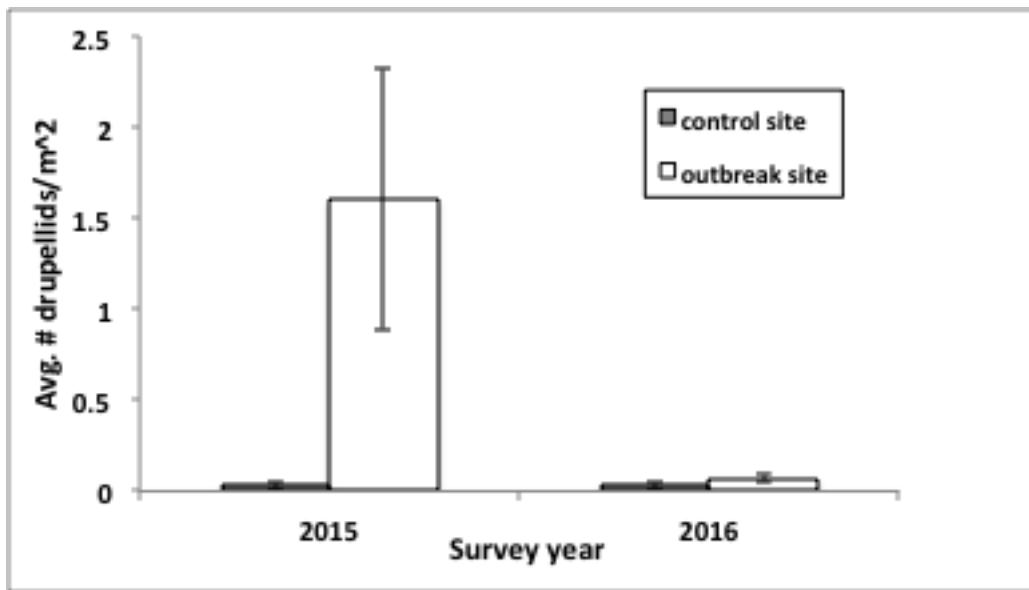 2.5
2
1.5
1
0.5
0
Avg. # drupellids/m^2
control site
outbreak site
2015
2016
Survey year